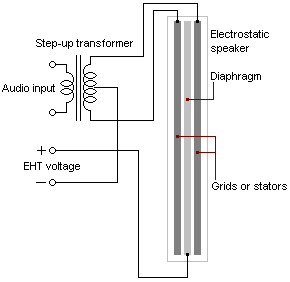 Step-up transformer
Electrostatic
speaker
Diaphragm
Audio input
+
EHT voltage
−
Grids or stators